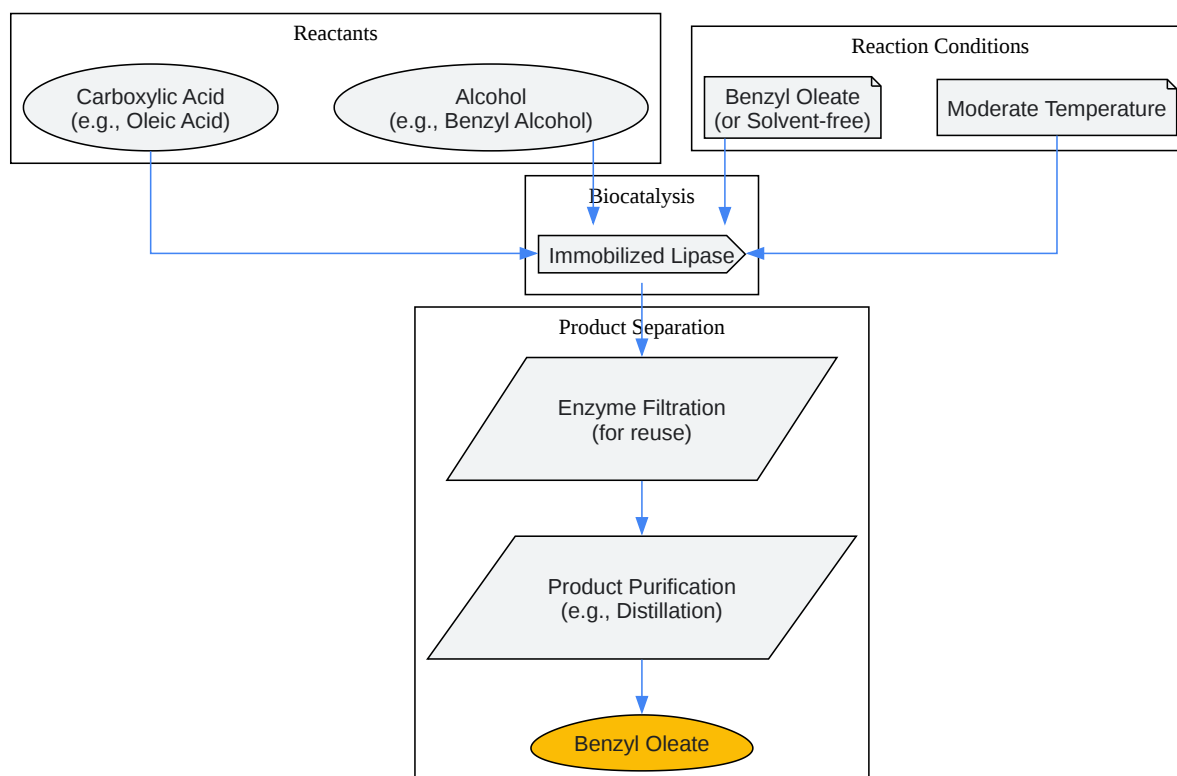 Reactants
Carboxylic Acid
(e.g., Oleic Acid)
Alcohol
(e.g., Benzyl Alcohol)
Reaction Conditions
Benzyl Oleate
(or Solvent-free)
Moderate Temperature
Biocatalysis
Immobilized Lipase
Product Separation
Enzyme Filtration
(for reuse)
Product Purification
(e.g., Distillation)
Benzyl Oleate